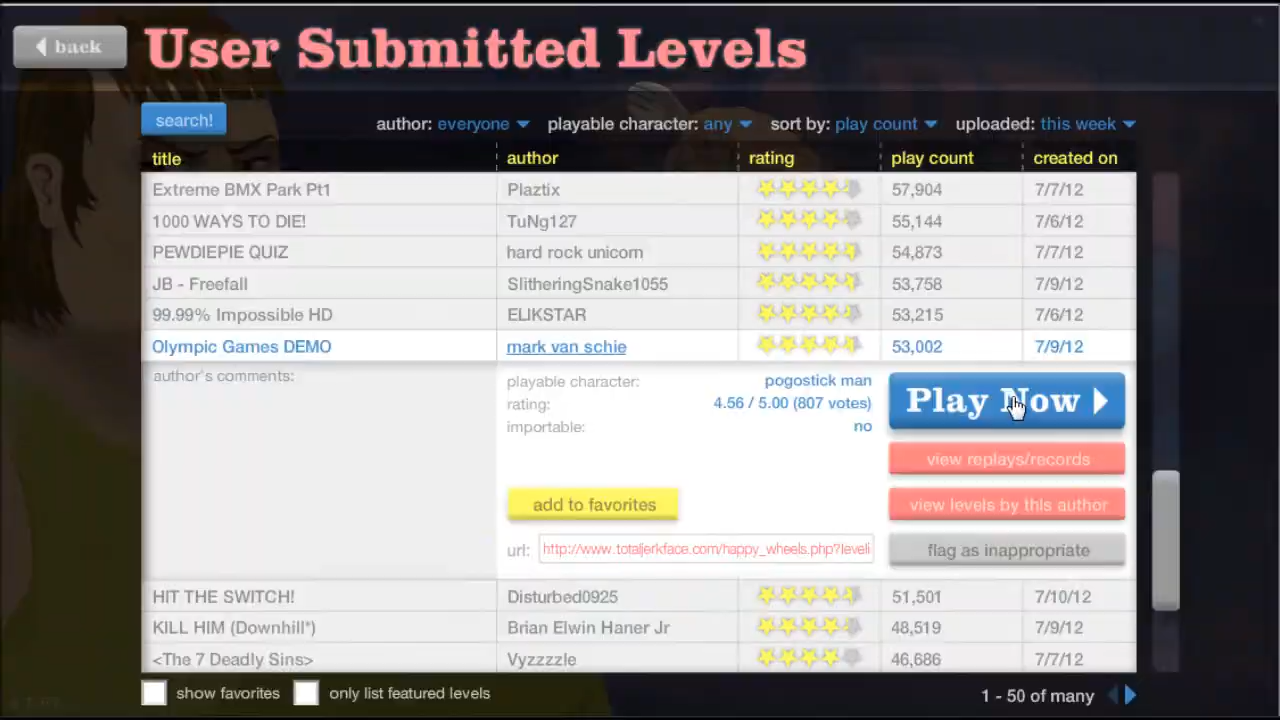 back
User Submitted Levels
search!
author: everyone playable character: any sort by: play count uploaded: this week
title author rating play count created on
Extreme BMX Park Pt1 Plaztix 57,904 7/7/12
1000 WAYS TO DIE! TuNg127 55,144 7/6/12
PEWDIEPIE QUIZ hard rock unicorn 54,873 7/7/12
JB - Freefall SlitheringSnake1055 53,758 7/9/12
99.99% Impossible HD ELIKSTAR 53,215 7/6/12
Olympic Games DEMO mark van schie 53,002 7/9/12
author's comments:
playable character: pogostick man
rating: 4.56 / 5.00 (807 votes)
importable: no
Play Now
view replays/records
add to favorites
view levels by this author
url: http://www.totaljerkface.com/happy_wheels.php?leveli
flag as inappropriate
HIT THE SWITCH! Disturbed0925 51,501 7/10/12
KILL HIM (Downhill*) Brian Elwin Haner Jr 48,519 7/9/12
<The 7 Deadly Sins> Vyzzzzle 46,686 7/7/12
show favorites only list featured levels 1 - 50 of many